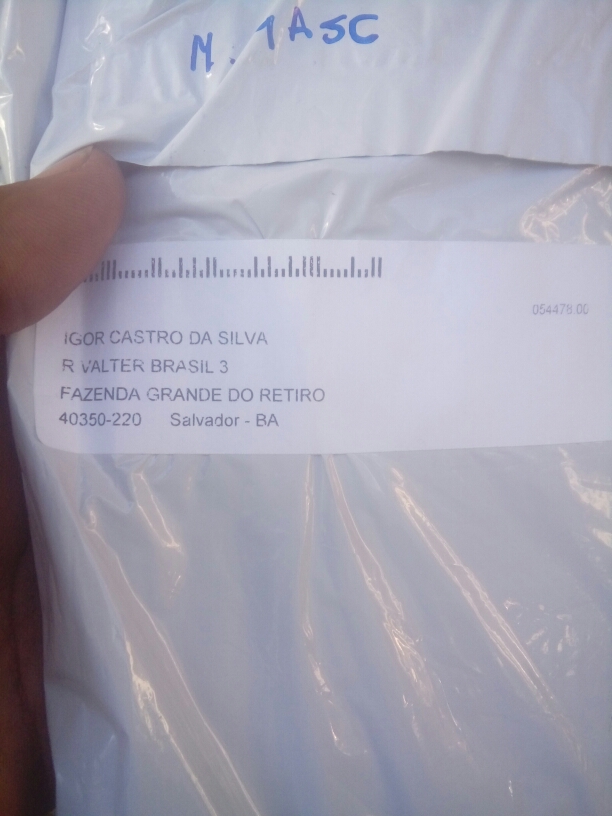 M. 1ASC
054478.00
IGOR CASTRO DA SILVA
R VALTER BRASIL 3
FAZENDA GRANDE DO RETIRO
40350-220 Salvador - BA